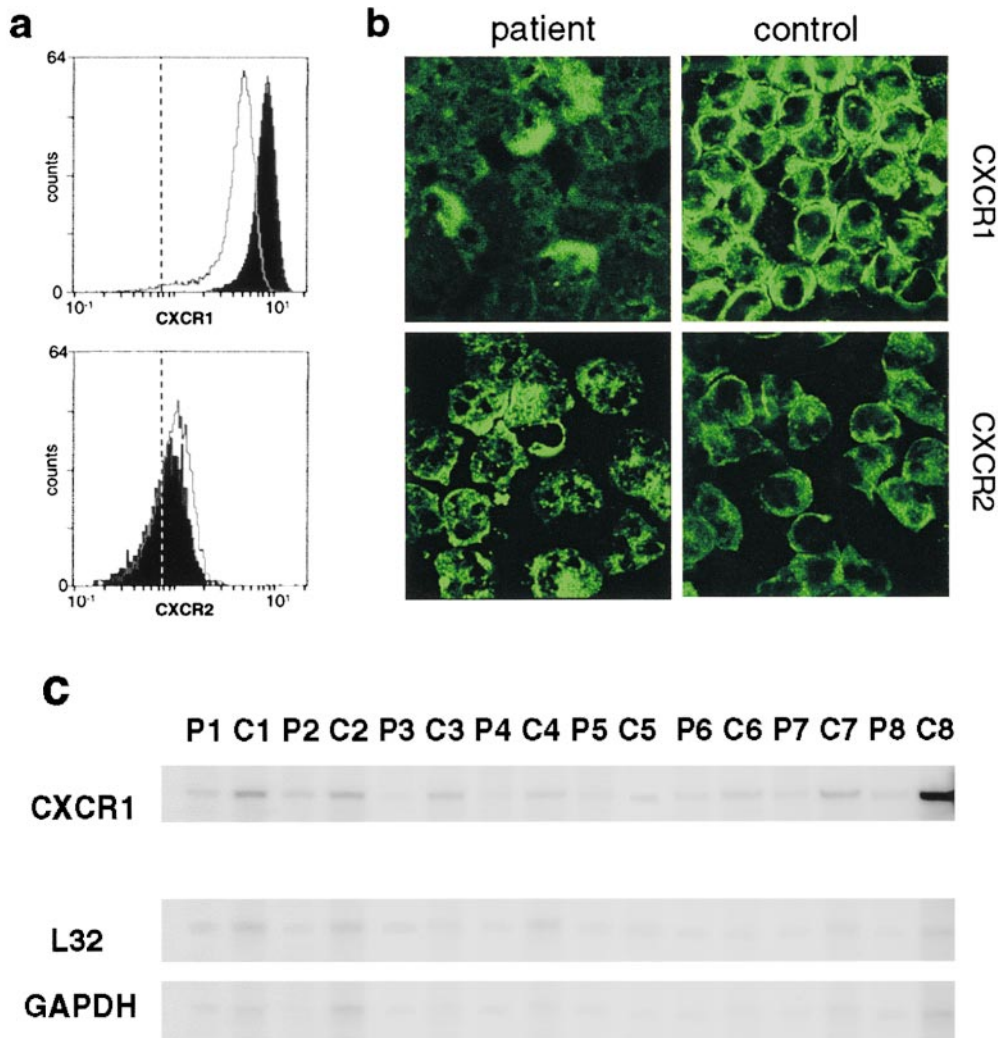 a
64
counts
0
10-1
101
CXCR1
64
counts
0
10-1
101
CXCR2
b
patient
control
CXCR1
CXCR2
c
P1 C1 P2 C2 P3 C3 P4 C4 P5 C5 P6 C6 P7 C7 P8 C8
CXCR1
L32
GAPDH